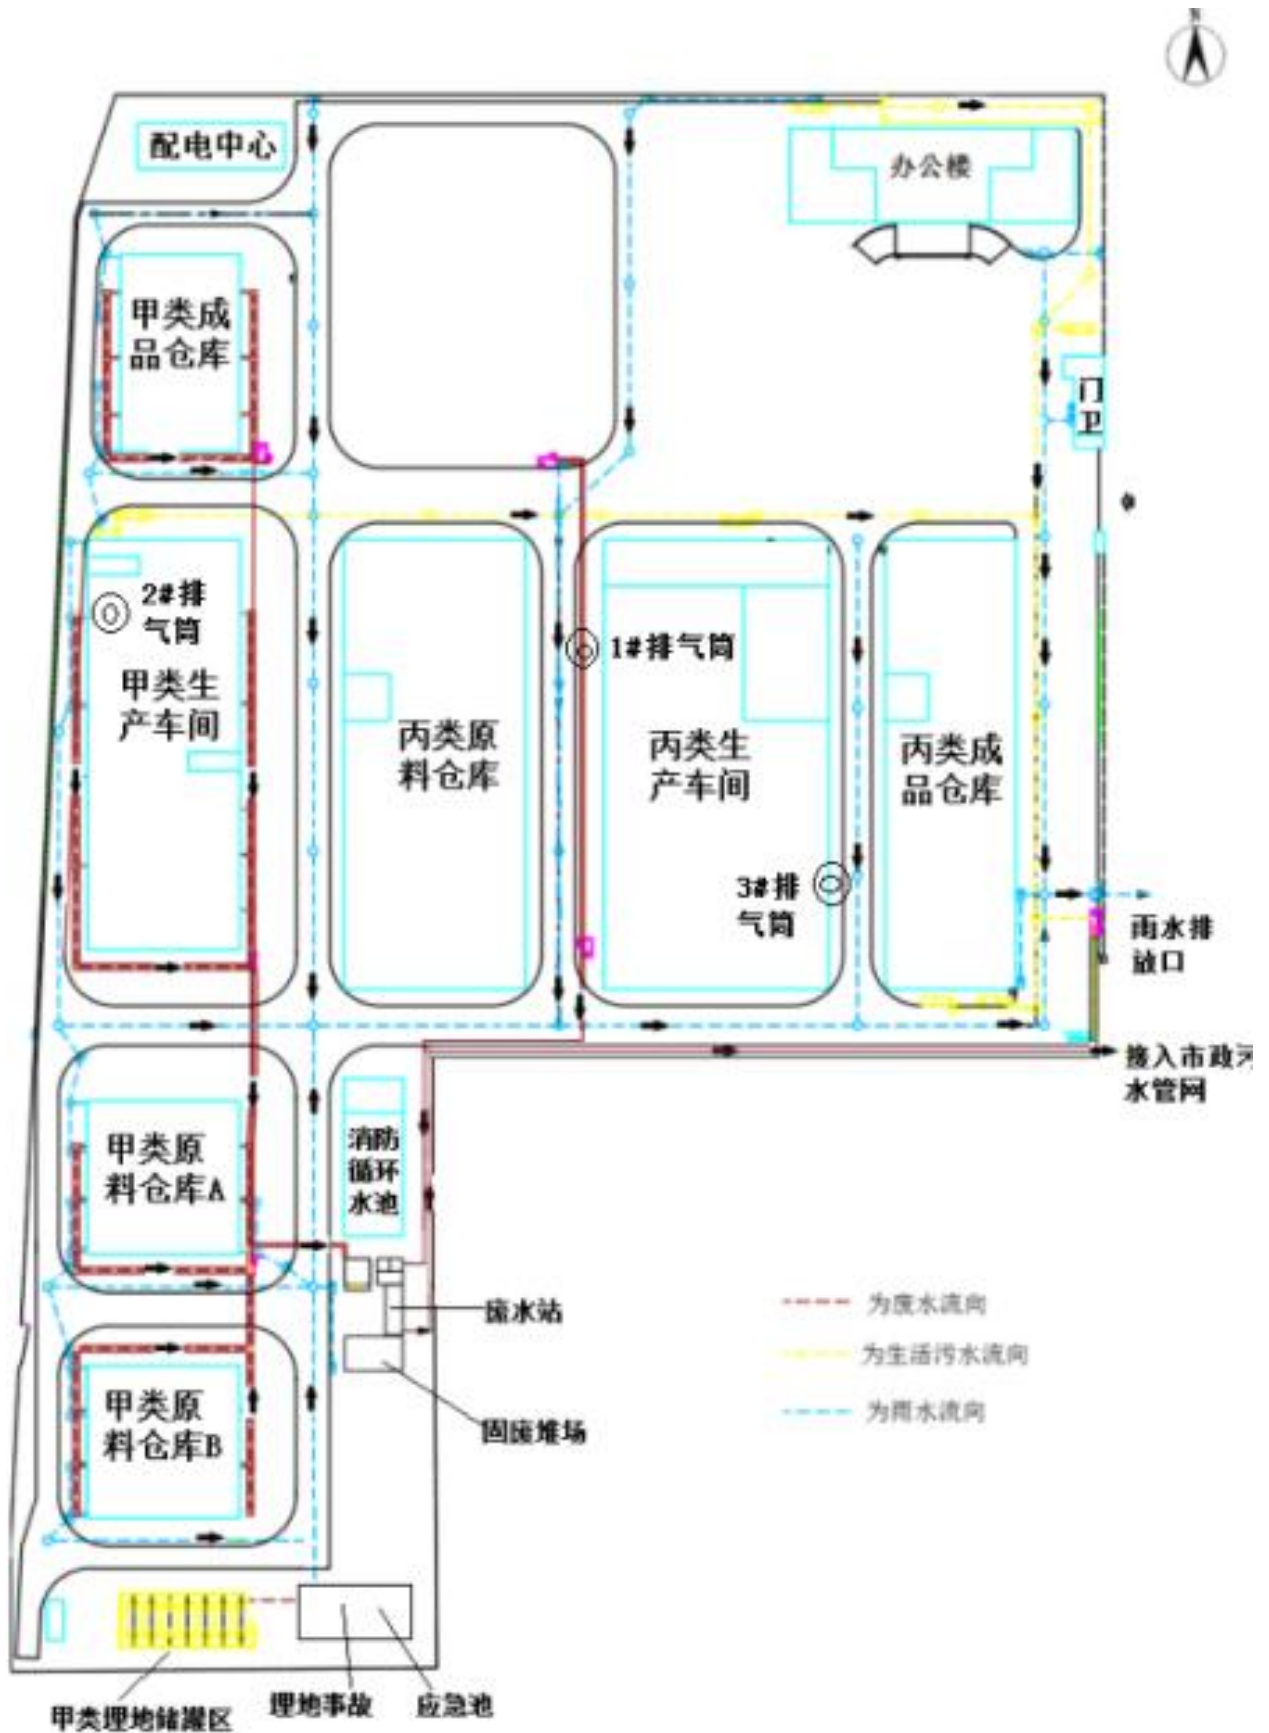 N
配电中心
办公楼
甲类成
品仓库
门
卫
2#排
气筒
1#排气筒
甲类生
产车间
丙类原
料仓库
丙类生
产车间
丙类成
品仓库
3#排
气筒
雨水排
放口
接入市政污
水管网
甲类原
料仓库A
消防
循环
水池
废水站
为废水流向
为生活污水流向
为雨水流向
甲类原
料仓库B
固废堆场
甲类埋地储罐区
埋地事故
应急池